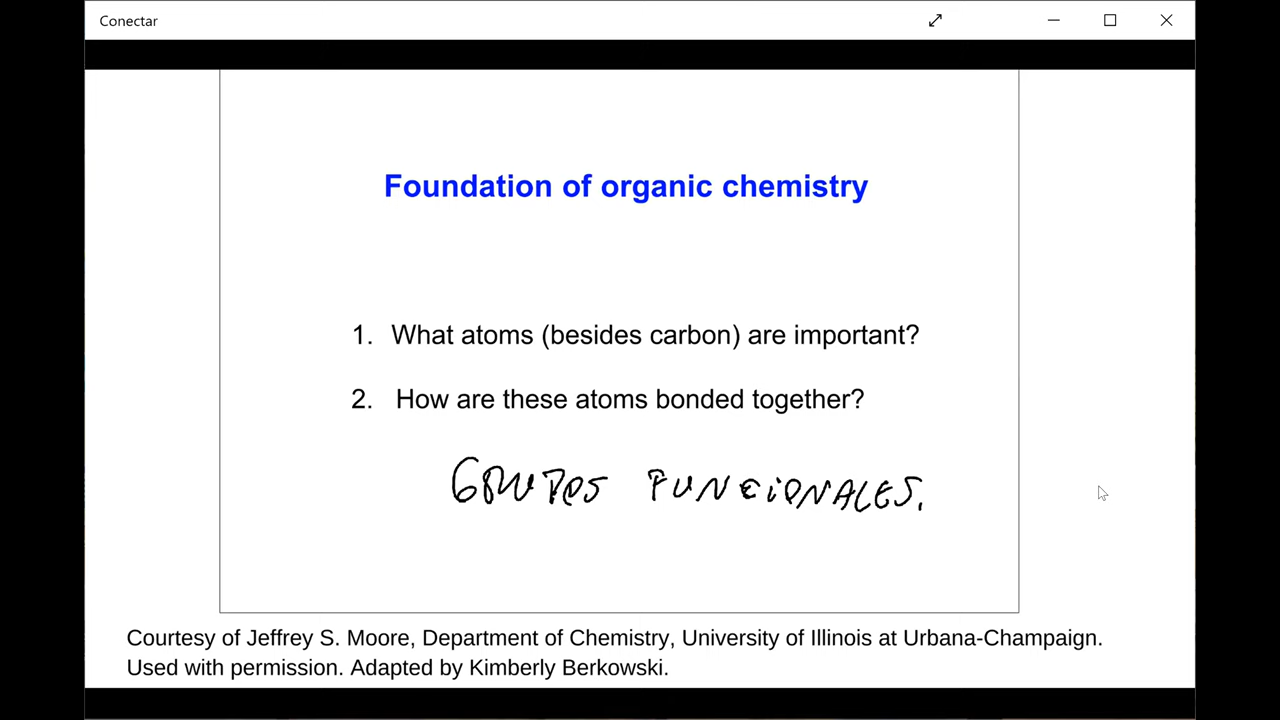 Conectar
Foundation of organic chemistry
1. What atoms (besides carbon) are important?
2. How are these atoms bonded together?
GRUPOS FUNCIONALES.
Courtesy of Jeffrey S. Moore, Department of Chemistry, University of Illinois at Urbana-Champaign.
Used with permission. Adapted by Kimberly Berkowski.